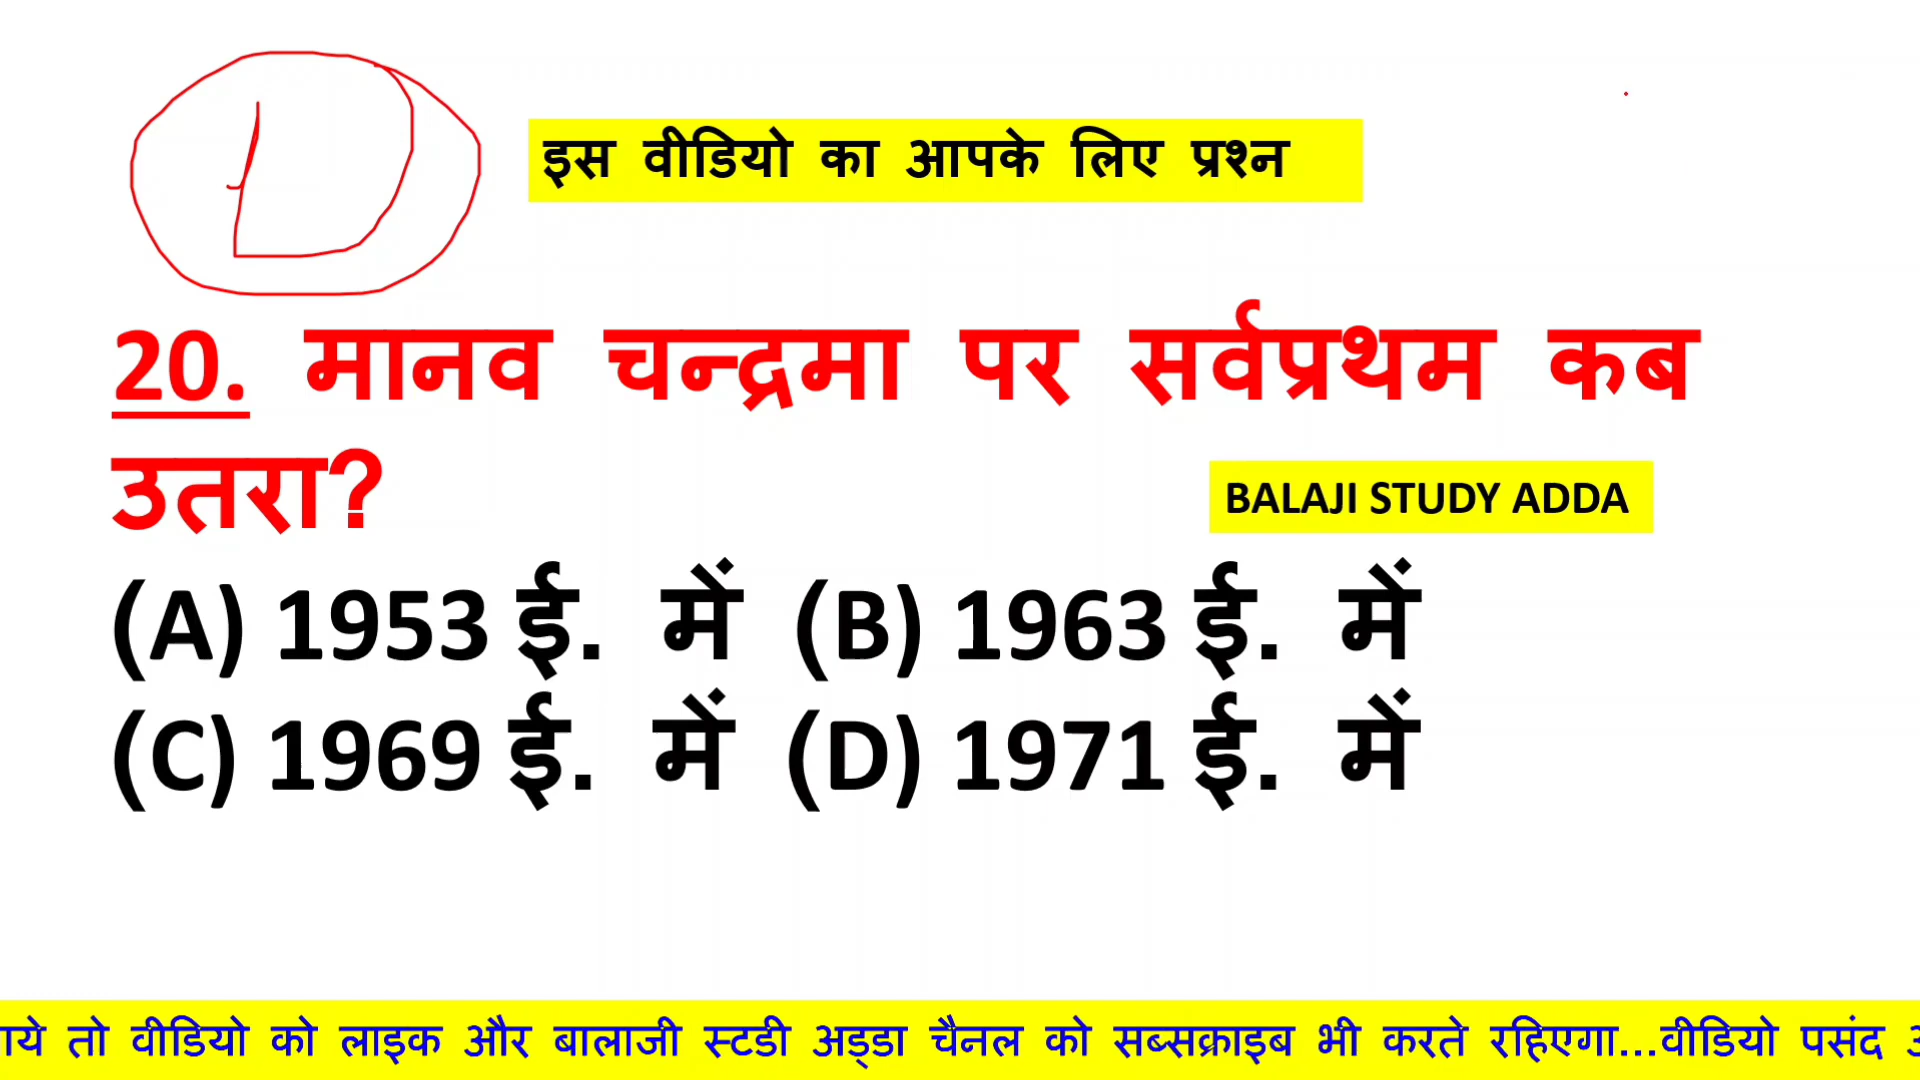 D
इस वीडियो का आपके लिए प्रश्न
20. मानव चन्द्रमा पर सर्वप्रथम कब
उतरा?
BALAJI STUDY ADDA
(A) 1953 ई. में (B) 1963 ई. में
(C) 1969 ई. में (D) 1971 ई. में
तो वीडियो को लाइक और बालाजी स्टडी अड्डा चैनल को सब्सक्राइब भी करते रहिएगा...वीडियो पसंद